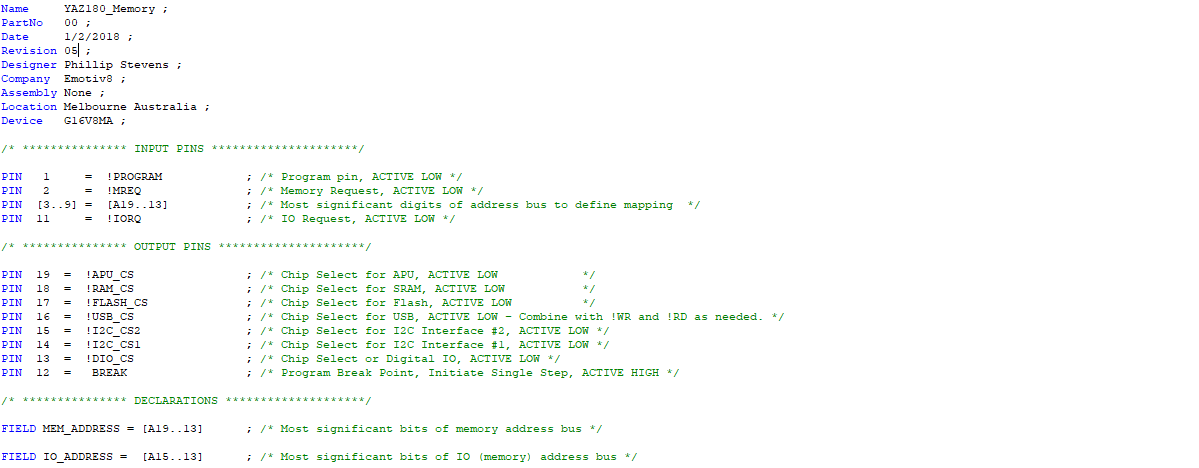 Name     YAZ180_Memory ;
PartNo   00 ;
Date     1/2/2018 ;
Revision 05 ;
Designer Phillip Stevens ;
Company  Emotiv8 ;
Assembly None ;
Location Melbourne Australia ;
Device   G16V8MA ;
/* *************** INPUT PINS *********************/
PIN   1     =  !PROGRAM            ; /* Program pin, ACTIVE LOW */
PIN   2     =  !MREQ               ; /* Memory Request, ACTIVE LOW */
PIN  [3..9] =  [A19..13]           ; /* Most significant digits of address bus to define mapping  */
PIN  11     =  !IORQ               ; /* IO Request, ACTIVE LOW */
/* *************** OUTPUT PINS *********************/
PIN  19  =  !APU_CS                ; /* Chip Select for APU, ACTIVE LOW            */
PIN  18  =  !RAM_CS                ; /* Chip Select for SRAM, ACTIVE LOW           */
PIN  17  =  !FLASH_CS              ; /* Chip Select for Flash, ACTIVE LOW          */
PIN  16  =  !USB_CS                ; /* Chip Select for USB, ACTIVE LOW - Combine with !WR and !RD as needed. */
PIN  15  =  !I2C_CS2               ; /* Chip Select for I2C Interface #2, ACTIVE LOW */
PIN  14  =  !I2C_CS1               ; /* Chip Select for I2C Interface #1, ACTIVE LOW */
PIN  13  =  !DIO_CS                ; /* Chip Select or Digital IO, ACTIVE LOW */
PIN  12  =   BREAK                 ; /* Program Break Point, Initiate Single Step, ACTIVE HIGH */
/* *************** DECLARATIONS ********************/
FIELD MEM_ADDRESS = [A19..13]      ; /* Most significant bits of memory address bus */
FIELD IO_ADDRESS =  [A15..13]      ; /* Most significant bits of IO (memory) address bus */